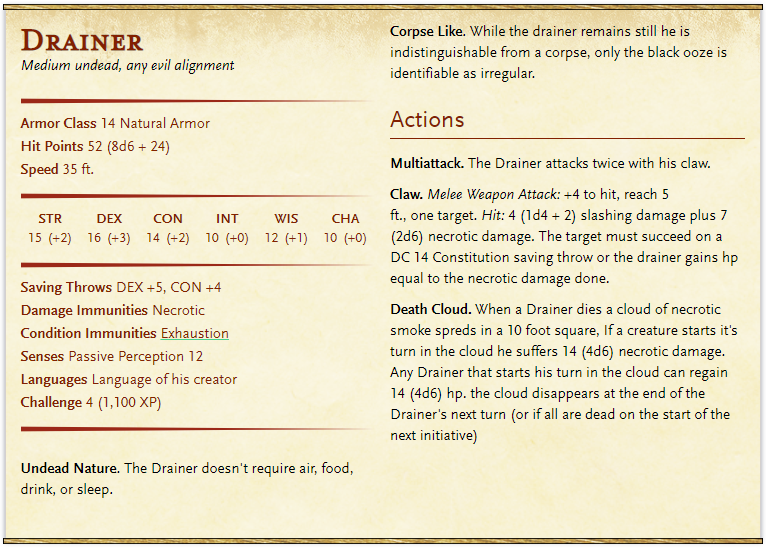 DRAINER
Medium undead, any evil alignment
Armor Class 14 Natural Armor
Hit Points 52 (8d6 + 24)
Speed 35 ft.
STR DEX CON INT WIS CHA
15 (+2) 16 (+3) 14 (+2) 10 (+0) 12 (+1) 10 (+0)
Saving Throws DEX +5, CON +4
Damage Immunities Necrotic
Condition Immunities Exhaustion
Senses Passive Perception 12
Languages Language of his creator
Challenge 4 (1,100 XP)
Undead Nature. The Drainer doesn't require air, food,
drink, or sleep.
Corpse Like. While the drainer remains still he is
indistinguishable from a corpse, only the black ooze is
identifiable as irregular.
Actions
Multiattack. The Drainer attacks twice with his claw.
Claw. Melee Weapon Attack: +4 to hit, reach 5
ft., one target. Hit: 4 (1d4 + 2) slashing damage plus 7
(2d6) necrotic damage. The target must succeed on a
DC 14 Constitution saving throw or the drainer gains hp
equal to the necrotic damage done.
Death Cloud. When a Drainer dies a cloud of necrotic
smoke spreds in a 10 foot square, If a creature starts it's
turn in the cloud he suffers 14 (4d6) necrotic damage.
Any Drainer that starts his turn in the cloud can regain
14 (4d6) hp. the cloud disappears at the end of the
Drainer's next turn (or if all are dead on the start of the
next initiative)